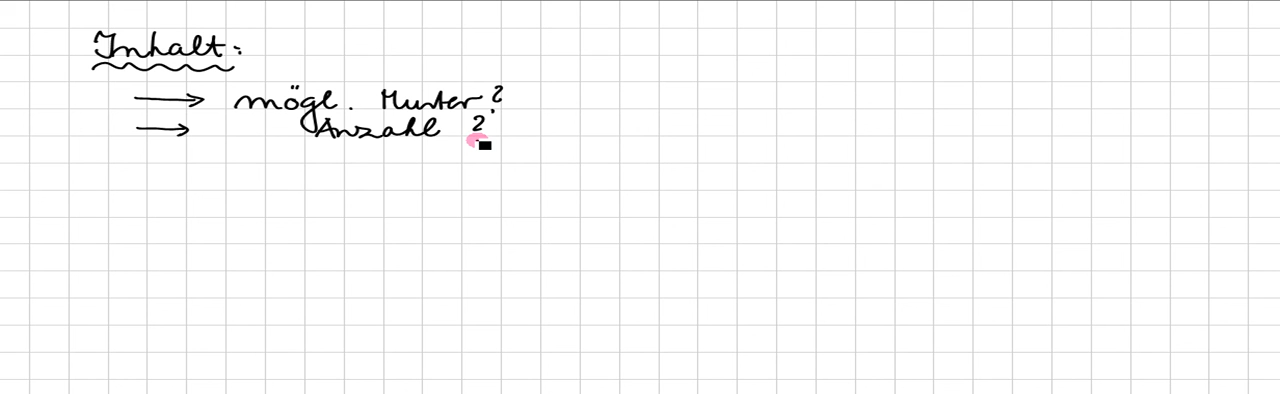 Inhalt:
→ mögl. Muster?
→ Anzahl ?